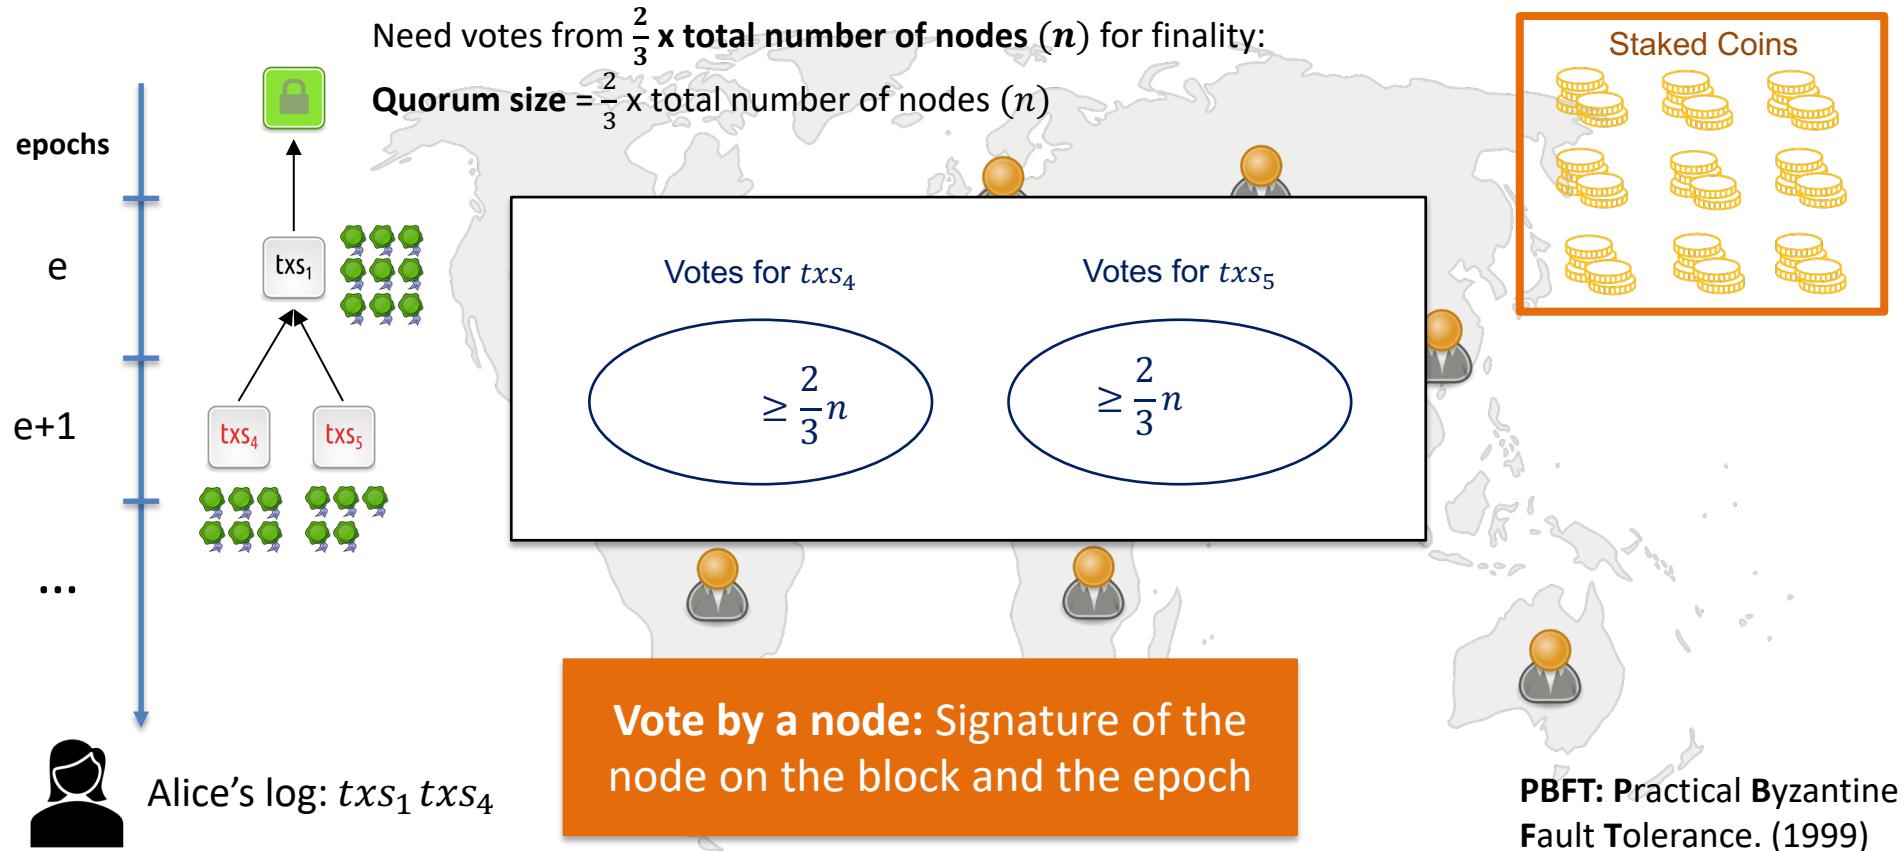 Need votes from 2/3 x total number of nodes (n) for finality:
Quorum size = 2/3 x total number of nodes (n)
Staked Coins
epochs
e
txs₁
Votes for txs₄
Votes for txs₅
≥ 2/3 n
≥ 2/3 n
e+1
txs₄
txs₅
...
Vote by a node: Signature of the
node on the block and the epoch
Alice’s log: txs₁ txs₄
PBFT: Practical Byzantine
Fault Tolerance. (1999)